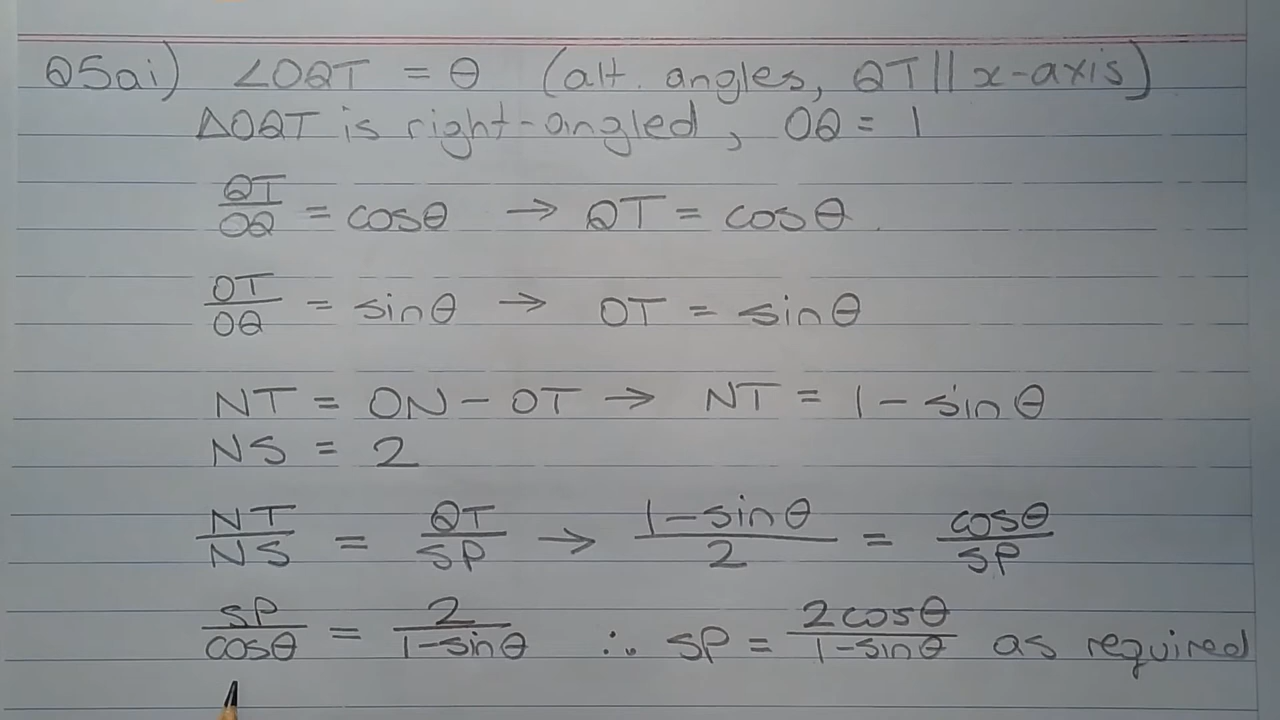 Q5ai) ∠OQT = θ (alt. angles, QT || x-axis)
△OQT is right-angled, OQ = 1
QT/OQ = cosθ → QT = cosθ
OT/OQ = sinθ → OT = sinθ
NT = ON - OT → NT = 1 - sinθ
NS = 2
NT/NS = QT/SP → (1-sinθ)/2 = cosθ/SP
SP/cosθ = 2/(1-sinθ) ∴ SP = 2cosθ/(1-sinθ) as required